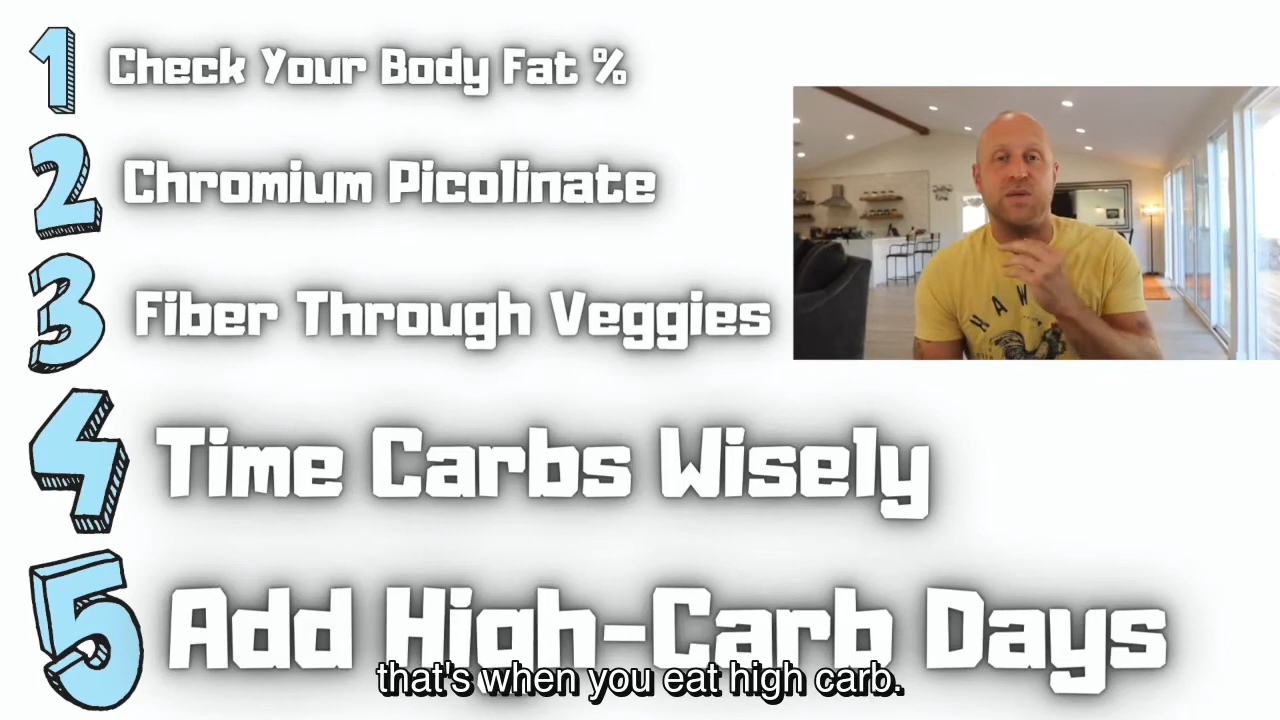 1 Check Your Body Fat %
2 Chromium Picolinate
3 Fiber Through Veggies
HAW
4 Time Carbs Wisely
5 Add High-Carb Days
that's when you eat high carb.